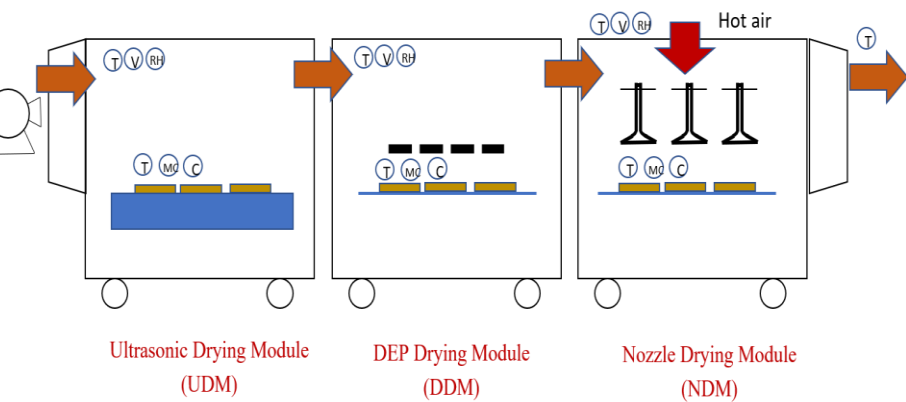 T V RH Hot air
T V RH T V RH T
T MC C T MC C T MC C
Ultrasonic Drying Module DEP Drying Module Nozzle Drying Module
(UDM) (DDM) (NDM)